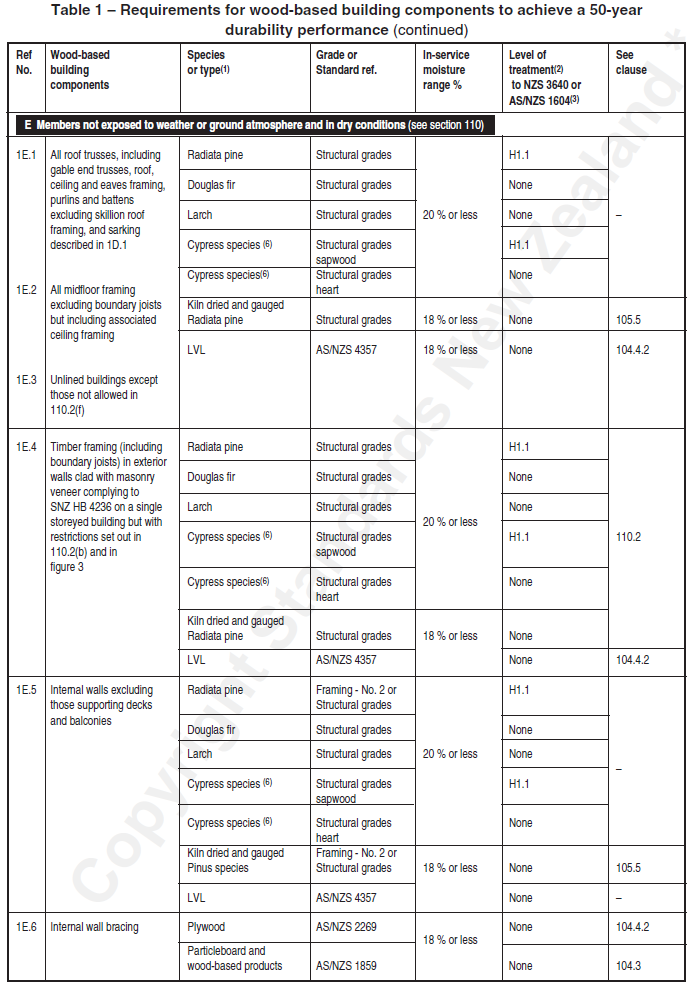 Table 1 – Requirements for wood-based building components to achieve a 50-year
durability performance (continued)
Ref No. Wood-based building components Species or type(1) Grade or Standard ref. In-service moisture range % Level of treatment(2) to NZS 3640 or AS/NZS 1604(3) See clause
E Members not exposed to weather or ground atmosphere and in dry conditions (see section 110)
1E.1 All roof trusses, including Radiata pine Structural grades H1.1
gable end trusses, roof,
ceiling and eaves framing, Douglas fir Structural grades None
purlins and battens
excluding skillion roof Larch Structural grades 20 % or less None –
framing, and sarking
described in 1D.1 Cypress species (6) Structural grades H1.1
sapwood
Cypress species(6) Structural grades None
1E.2 All midfloor framing heart
excluding boundary joists Kiln dried and gauged
but including associated Radiata pine Structural grades 18 % or less None 105.5
ceiling framing
LVL AS/NZS 4357 18 % or less None 104.4.2
1E.3 Unlined buildings except
those not allowed in
110.2(f)
1E.4 Timber framing (including Radiata pine Structural grades H1.1
boundary joists) in exterior
walls clad with masonry
veneer complying to Douglas fir Structural grades None
SNZ HB 4236 on a single
storeyed building but with Larch Structural grades None
restrictions set out in 20 % or less
110.2(b) and in Cypress species (6) Structural grades H1.1 110.2
figure 3 sapwood
Cypress species(6) Structural grades None
heart
Kiln dried and gauged
Radiata pine Structural grades 18 % or less None
LVL AS/NZS 4357 None 104.4.2
1E.5 Internal walls excluding Radiata pine Framing - No. 2 or H1.1
those supporting decks Structural grades
and balconies
Douglas fir Structural grades None
Larch Structural grades 20 % or less None
–
Cypress species (6) Structural grades H1.1
sapwood
Cypress species (6) Structural grades None
heart
Kiln dried and gauged Framing - No. 2 or
Pinus species Structural grades 18 % or less None 105.5
LVL AS/NZS 4357 None –
1E.6 Internal wall bracing Plywood AS/NZS 2269 None 104.4.2
18 % or less
Particleboard and
wood-based products AS/NZS 1859 None 104.3
Copyright Standards New Zealand *